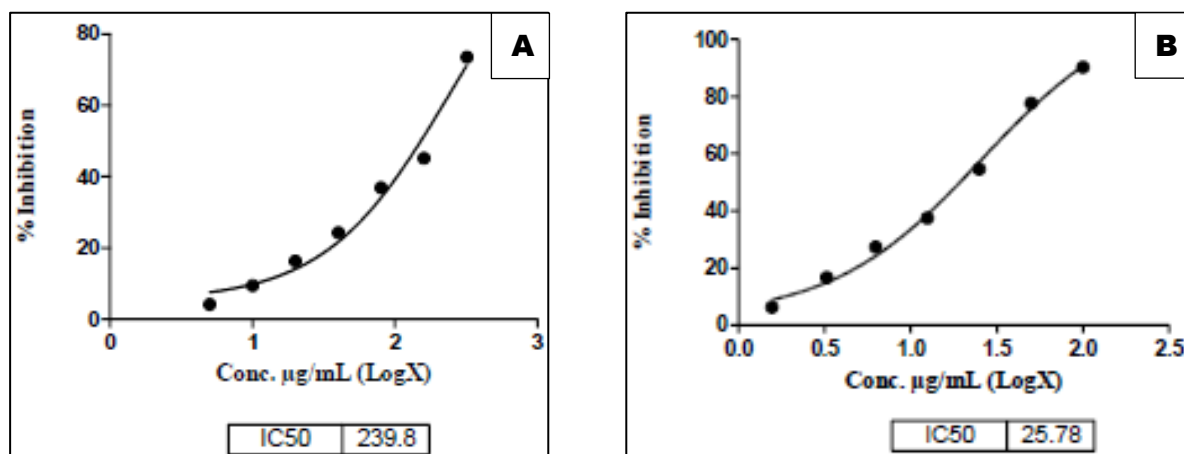 A
% Inhibition
80
60
40
20
0
0 1 2 3
Conc. µg/mL (LogX)
IC50 239.8
B
% Inhibition
100
80
60
40
20
0
0.0 0.5 1.0 1.5 2.0 2.5
Conc. µg/mL (LogX)
IC50 25.78